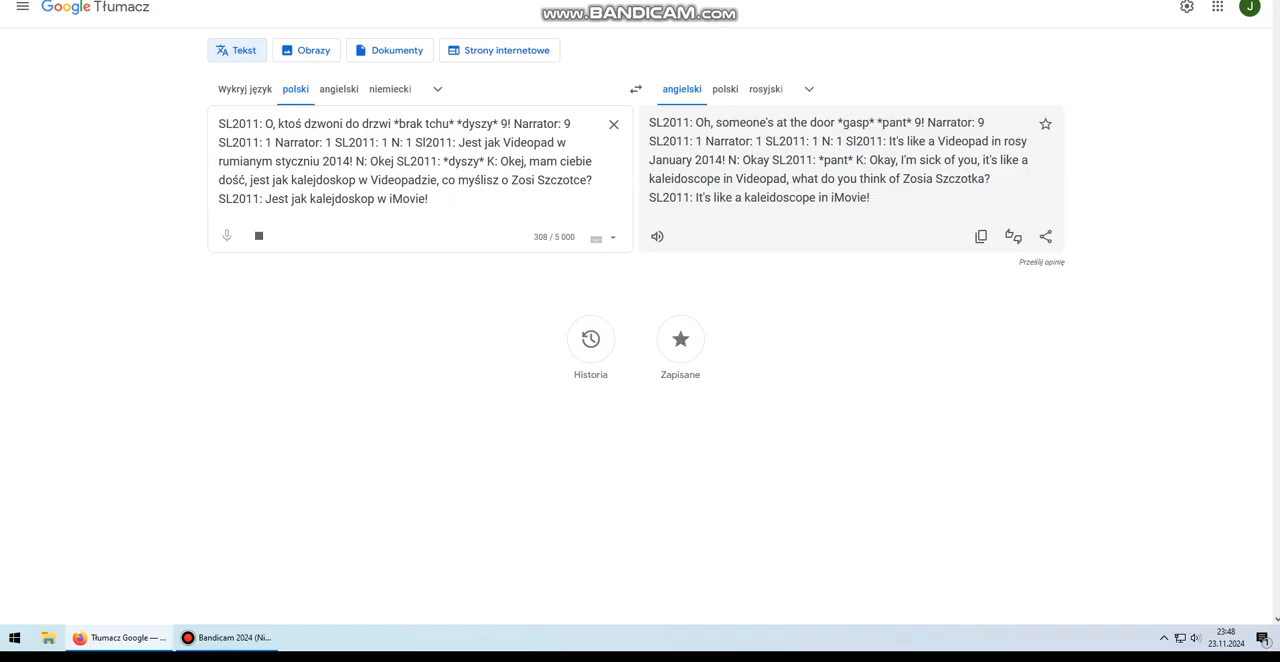 www.BANDICAM.com
Google Tłumacz
J
Tekst
Obrazy
Dokumenty
Strony internetowe
Wykryj język polski angielski niemiecki
angielski polski rosyjski
SL2011: O, ktoś dzwoni do drzwi *brak tchu* *dyszy* 9! Narrator: 9
SL2011: 1 Narrator: 1 SL2011: 1 N: 1 Sl2011: Jest jak Videopad w
rumianym styczniu 2014! N: Okej SL2011: *dyszy* K: Okej, mam ciebie
dość, jest jak kalejdoskop w Videopadzie, co myślisz o Zosi Szczotce?
SL2011: Jest jak kalejdoskop w iMovie!
308 / 5 000
SL2011: Oh, someone's at the door *gasp* *pant* 9! Narrator: 9
SL2011: 1 Narrator: 1 SL2011: 1 N: 1 Sl2011: It's like a Videopad in rosy
January 2014! N: Okay SL2011: *pant* K: Okay, I'm sick of you, it's like a
kaleidoscope in Videopad, what do you think of Zosia Szczotka?
SL2011: It's like a kaleidoscope in iMovie!
Prześlij opinię
Historia
Zapisane
Tłumacz Google — ...
Bandicam 2024 (Ni...
23:48
23.11.2024
1